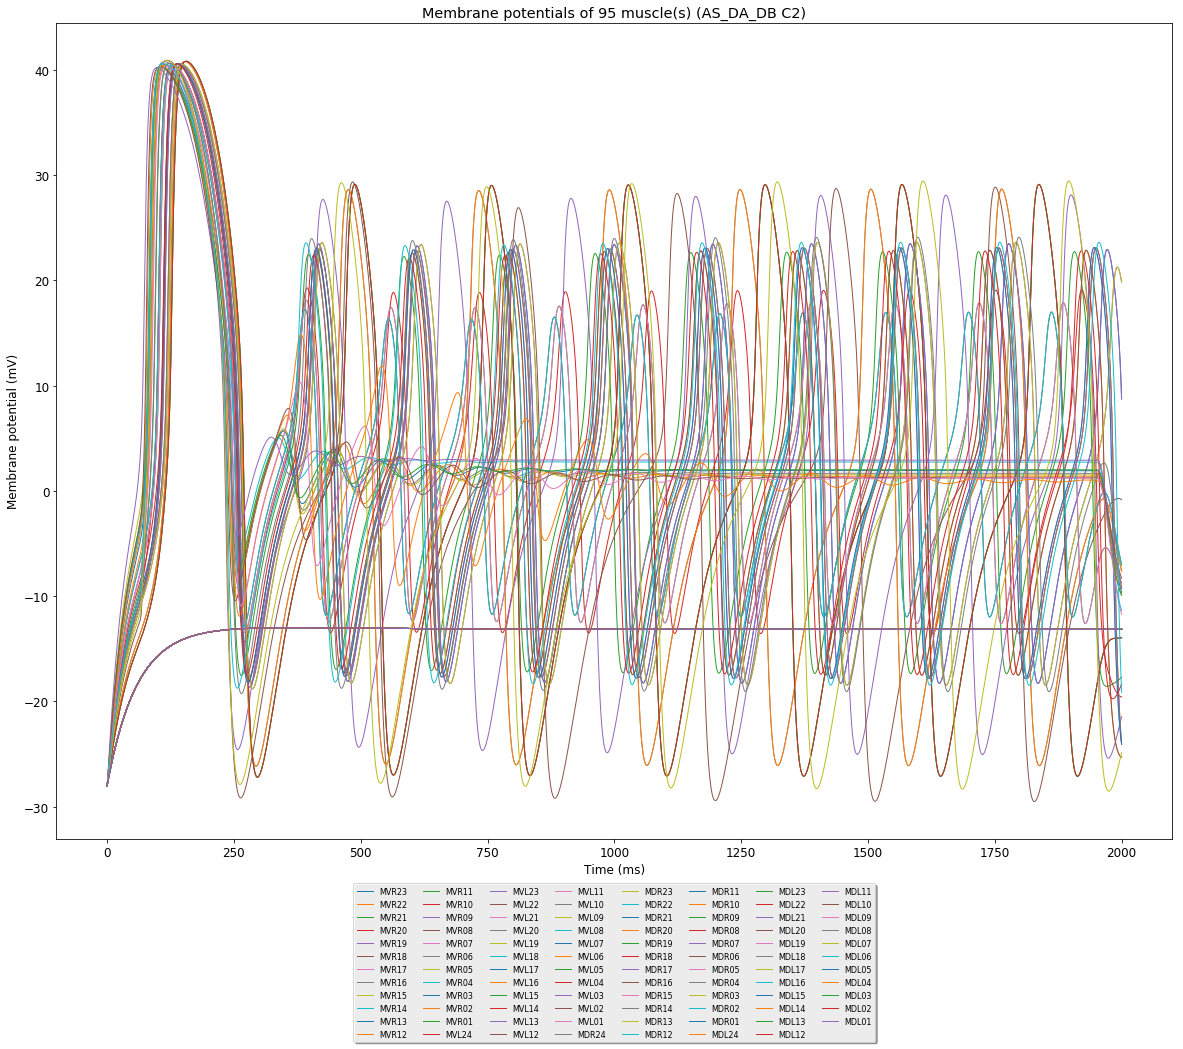 Membrane potentials of 95 muscle(s) (AS_DA_DB C2)
Membrane potential (mV)
40
30
20
10
0
−10
−20
−30
0 250 500 750 1000 1250 1500 1750 2000
Time (ms)
MVR23 MVR11 MVL23 MVL11 MDR23 MDR11 MDL23 MDL11
MVR22 MVR10 MVL22 MVL10 MDR22 MDR10 MDL22 MDL10
MVR21 MVR09 MVL21 MVL09 MDR21 MDR09 MDL21 MDL09
MVR20 MVR08 MVL20 MVL08 MDR20 MDR08 MDL20 MDL08
MVR19 MVR07 MVL19 MVL07 MDR19 MDR07 MDL19 MDL07
MVR18 MVR06 MVL18 MVL06 MDR18 MDR06 MDL18 MDL06
MVR17 MVR05 MVL17 MVL05 MDR17 MDR05 MDL17 MDL05
MVR16 MVR04 MVL16 MVL04 MDR16 MDR04 MDL16 MDL04
MVR15 MVR03 MVL15 MVL03 MDR15 MDR03 MDL15 MDL03
MVR14 MVR02 MVL14 MVL02 MDR14 MDR02 MDL14 MDL02
MVR13 MVR01 MVL13 MVL01 MDR13 MDR01 MDL13 MDL01
MVR12 MVL24 MVL12 MDR24 MDR12 MDL24 MDL12